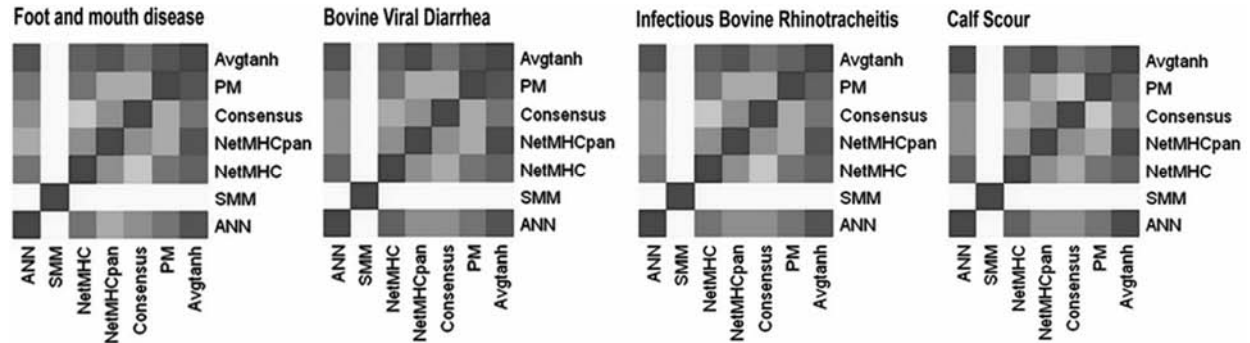 Foot and mouth disease
Avgtanh
PM
Consensus
NetMHCpan
NetMHC
SMM
ANN
ANN
SMM
NetMHC
NetMHCpan
Consensus
PM
Avgtanh
Bovine Viral Diarrhea
Avgtanh
PM
Consensus
NetMHCpan
NetMHC
SMM
ANN
ANN
SMM
NetMHC
NetMHCpan
Consensus
PM
Avgtanh
Infectious Bovine Rhinotracheitis
Avgtanh
PM
Consensus
NetMHCpan
NetMHC
SMM
ANN
ANN
SMM
NetMHC
NetMHCpan
Consensus
PM
Avgtanh
Calf Scour
Avgtanh
PM
Consensus
NetMHCpan
NetMHC
SMM
ANN
ANN
SMM
NetMHC
NetMHCpan
Consensus
PM
Avgtanh